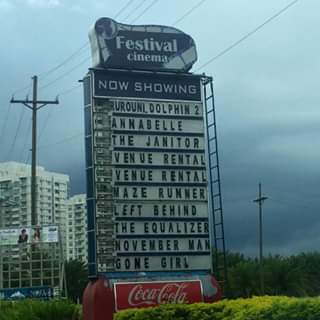 Festival
cinema
NOW SHOWING
RUROUNI.DOLPHIN 2
ANNABELLE
THE JANITOR
VENUE RENTAL
VENUE RENTAL
MAZE RUNNER
LEFT BEHIND
THE EQUALIZER
NOVEMBER MAN
GONE GIRL
Coca-Cola